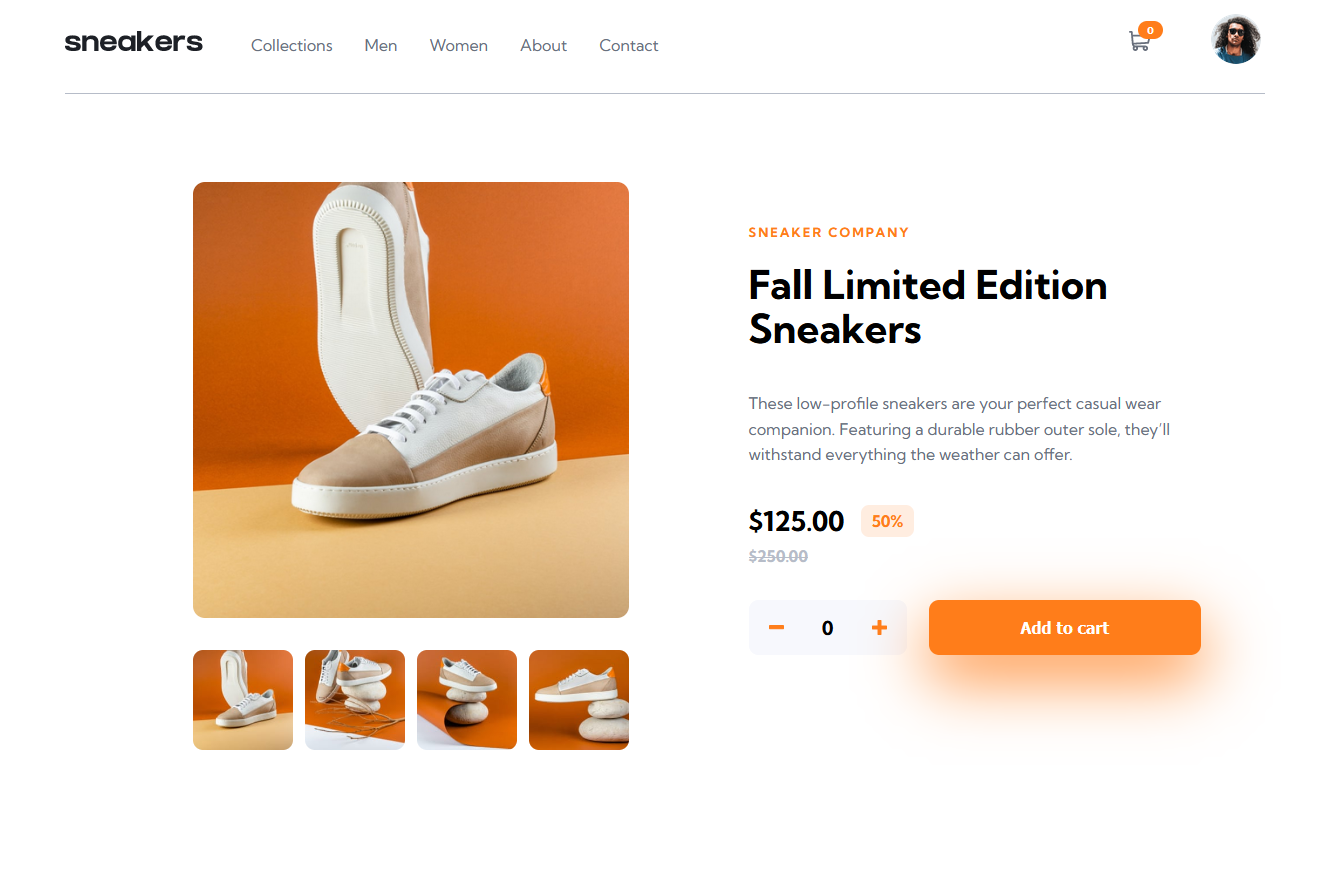 sneakers
Collections Men Women About Contact
0
SNEAKER COMPANY
Fall Limited Edition
Sneakers
These low-profile sneakers are your perfect casual wear
companion. Featuring a durable rubber outer sole, they’ll
withstand everything the weather can offer.
$125.00 50%
$250.00
0 Add to cart